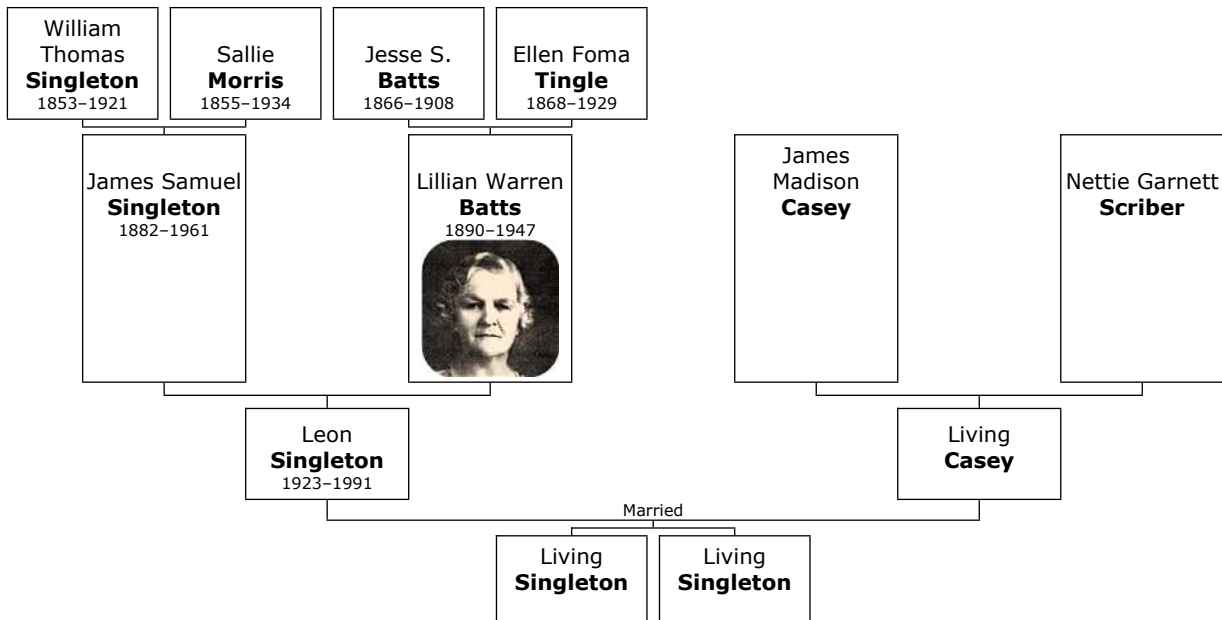 William
Thomas
Singleton
1853–1921
Sallie
Morris
1855–1934
Jesse S.
Batts
1866–1908
Ellen Foma
Tingle
1868–1929
James Samuel
Singleton
1882–1961
Lillian Warren
Batts
1890–1947
James
Madison
Casey
Nettie Garnett
Scriber
Leon
Singleton
1923–1991
Living
Casey
Married
Living
Singleton
Living
Singleton